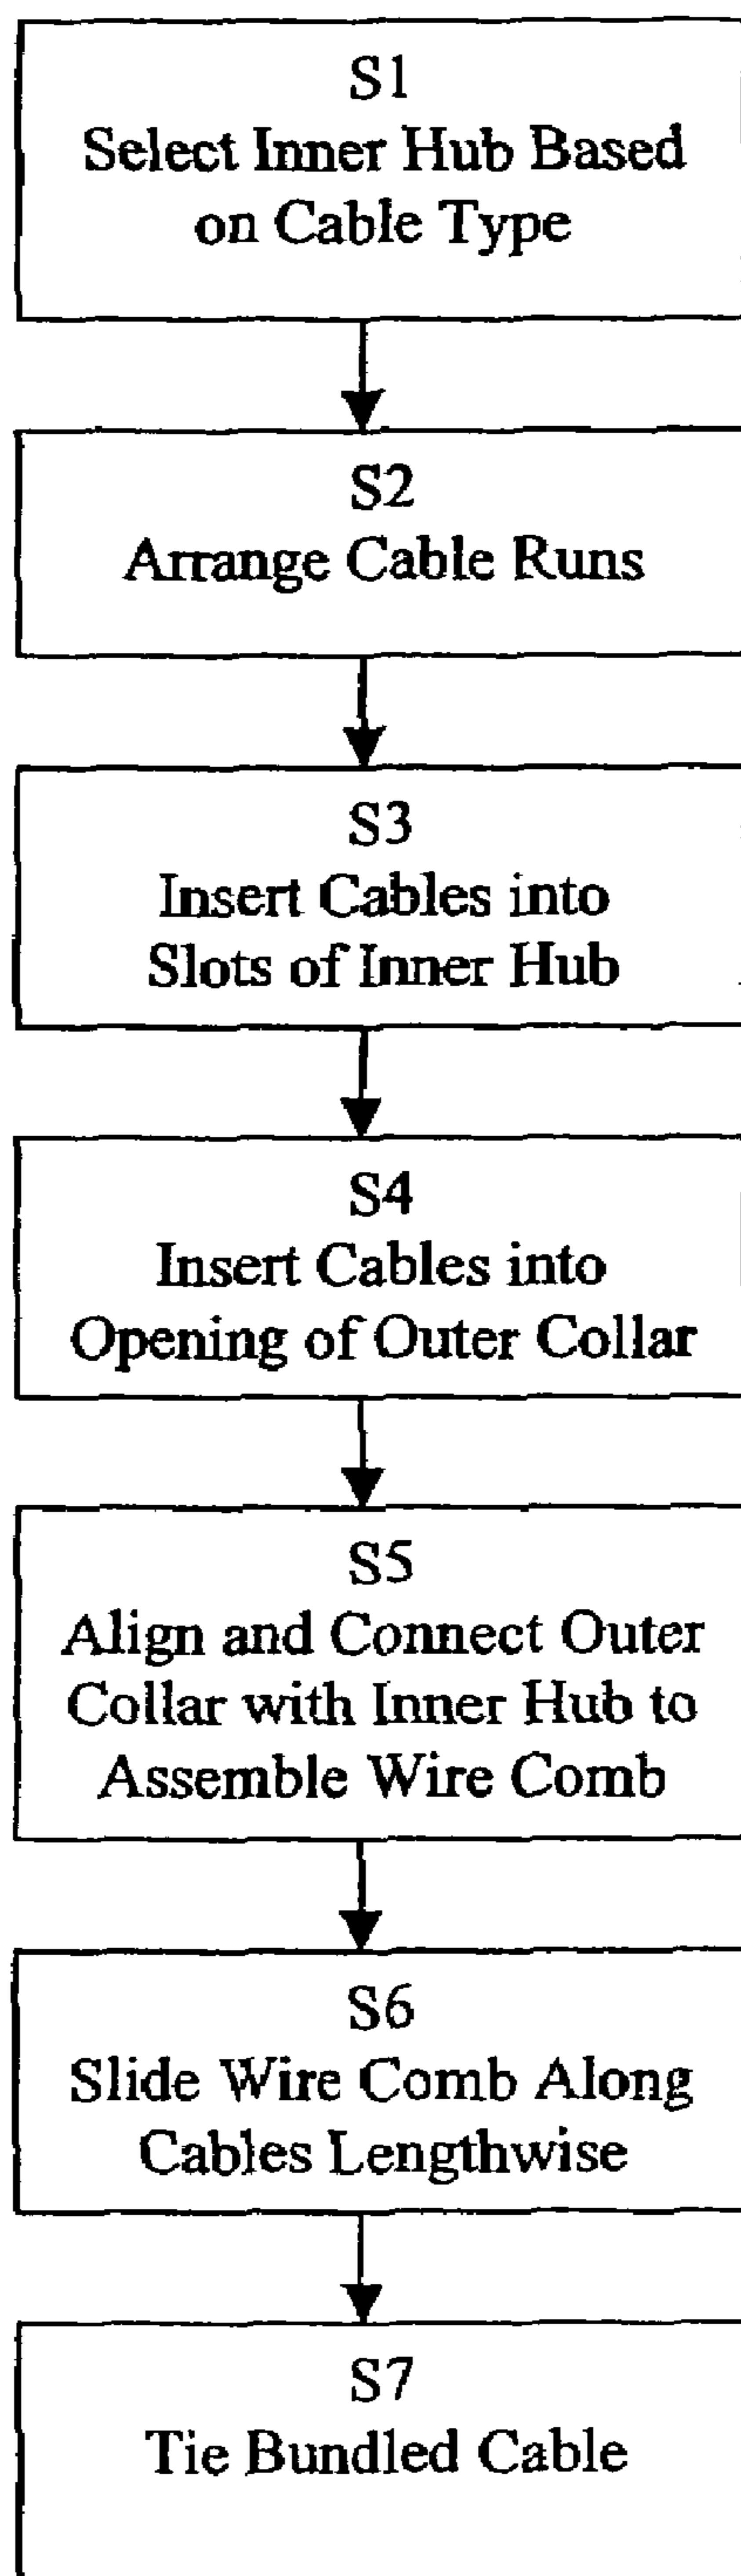 S1
Select Inner Hub Based
on Cable Type
S2
Arrange Cable Runs
S3
Insert Cables into
Slots of Inner Hub
S4
Insert Cables into
Opening of Outer Collar
S5
Align and Connect Outer
Collar with Inner Hub to
Assemble Wire Comb
S6
Slide Wire Comb Along
Cables Lengthwise
S7
Tie Bundled Cable